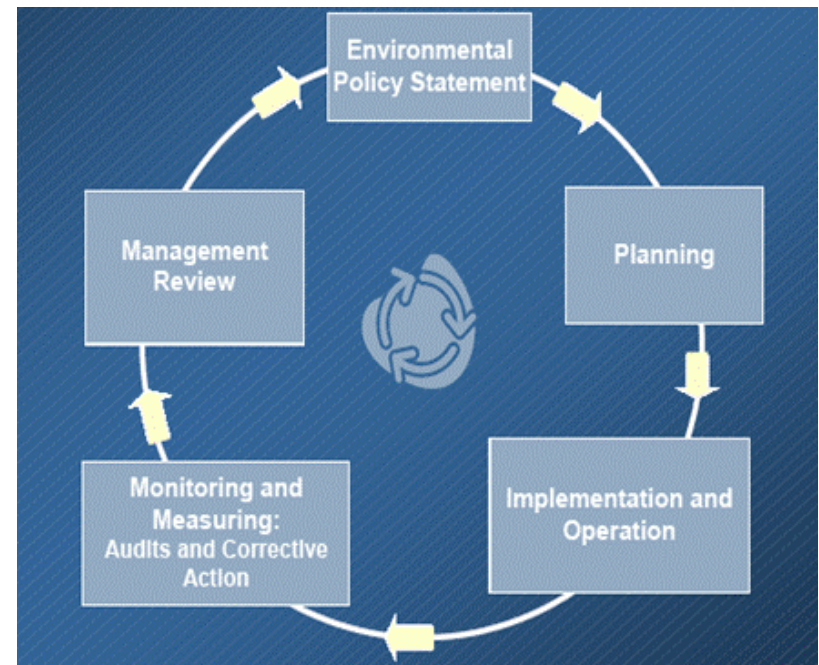 Environmental
Policy Statement
Planning
Implementation and
Operation
Monitoring and
Measuring:
Audits and Corrective
Action
Management
Review